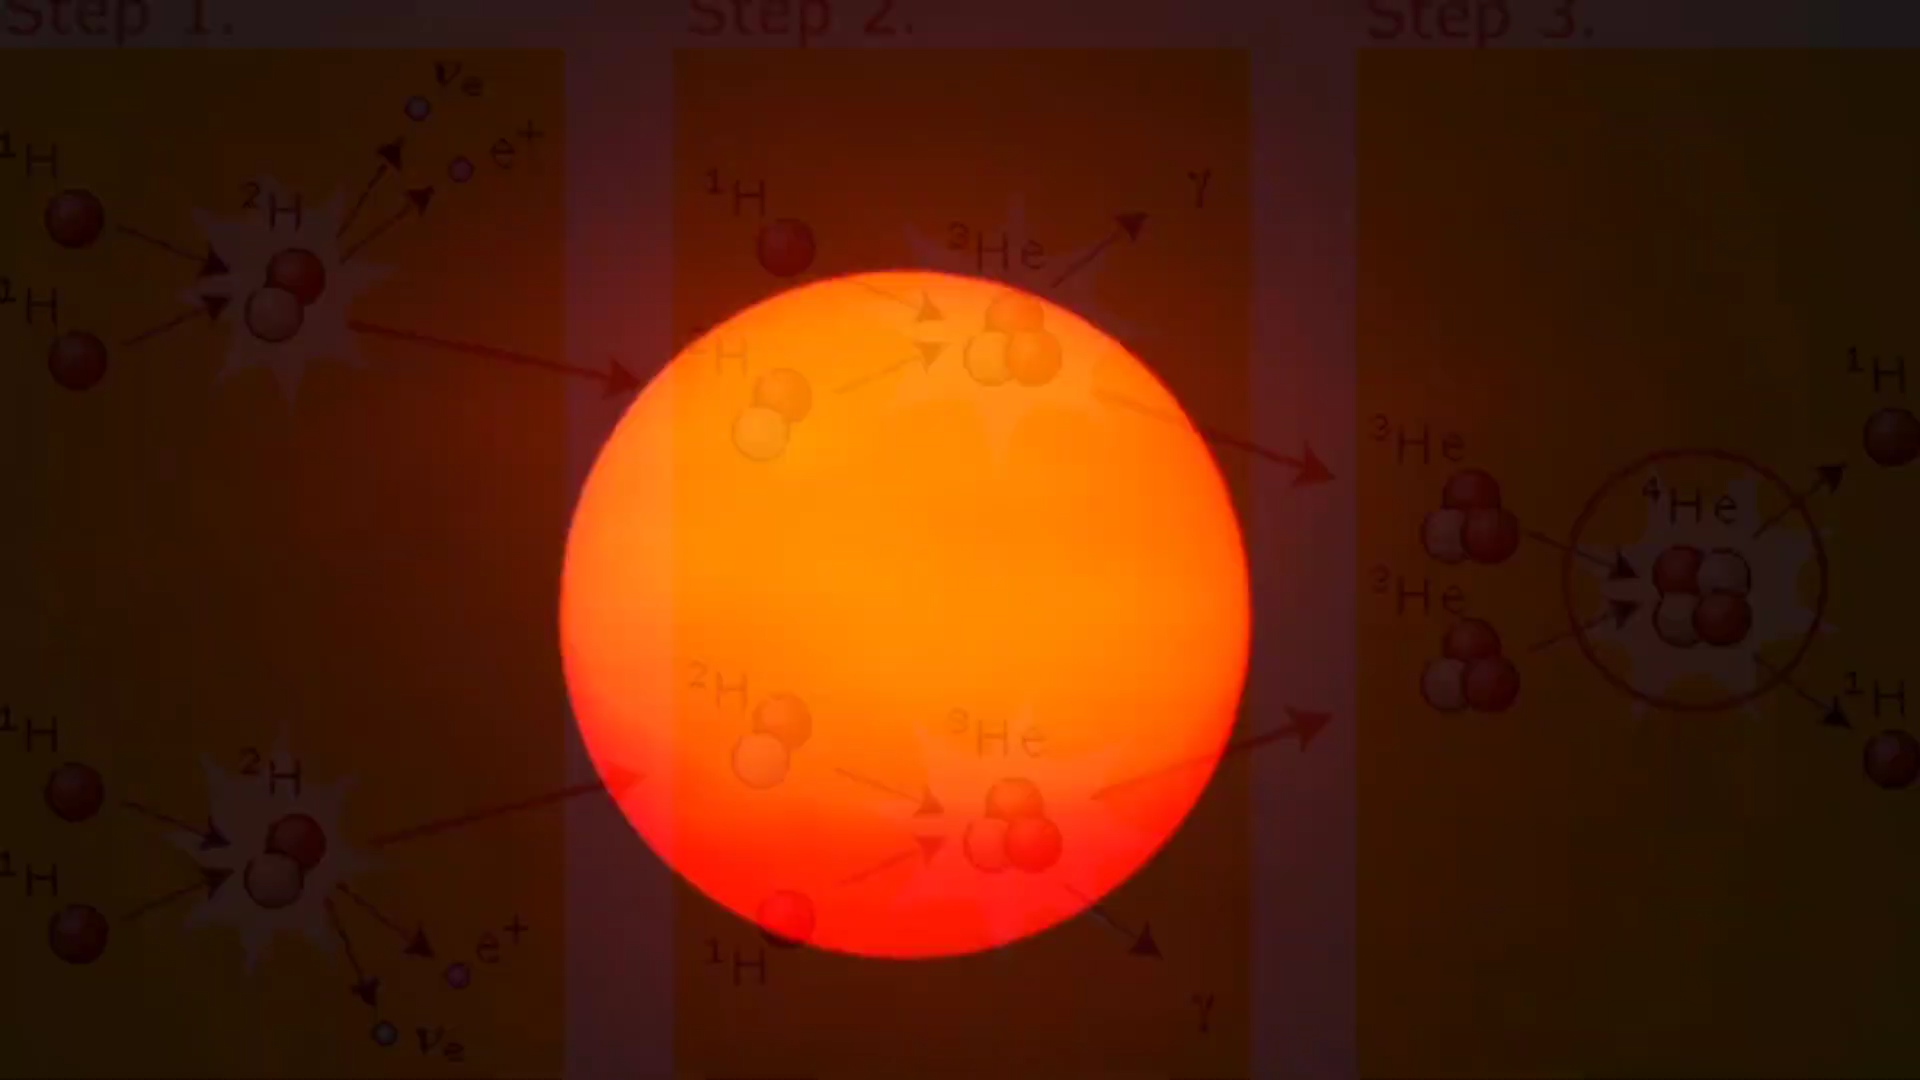 Step 1.
Step 2.
Step 3.
νe
¹H
e⁺
²H
¹H
¹H
²H
¹H
e⁺
νe
¹H
γ
³He
²H
²H
³He
¹H
γ
³He
⁴He
¹H
³He
¹H